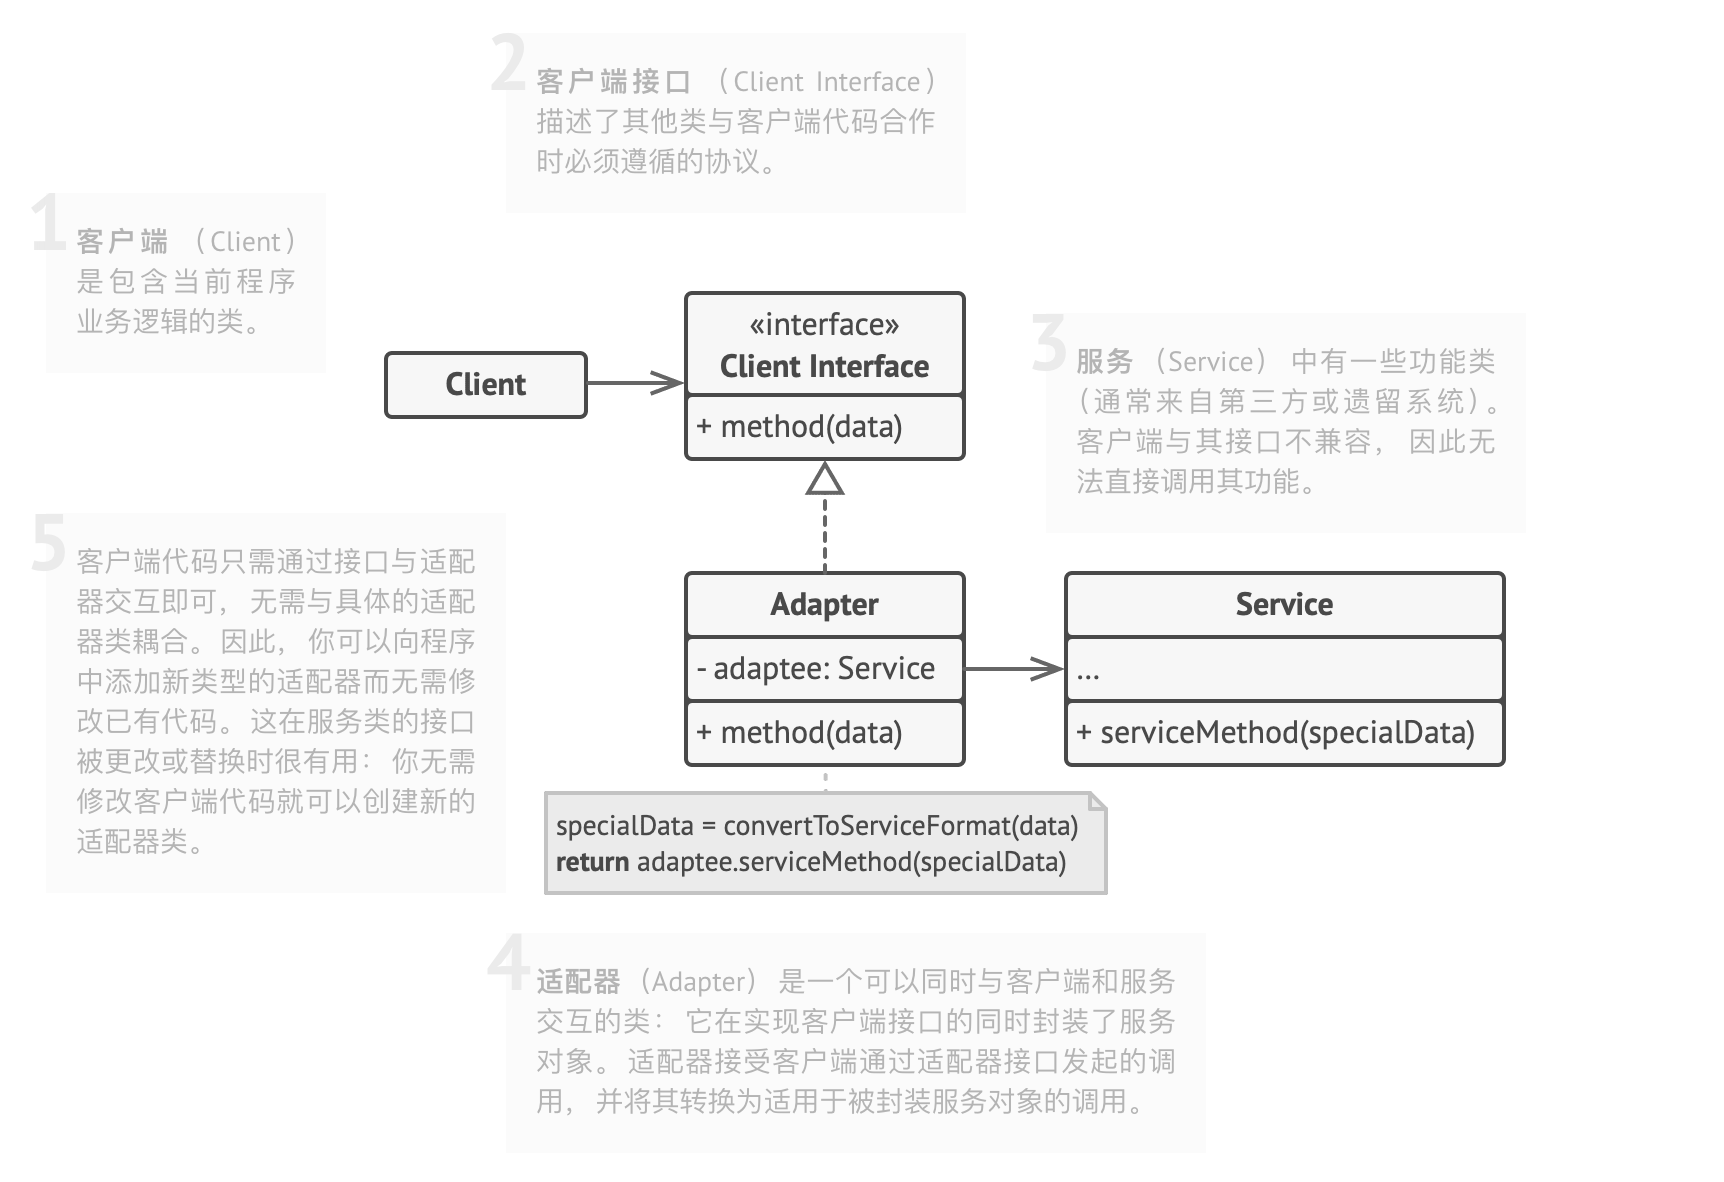 2
客户端接口 （Client Interface）
描述了其他类与客户端代码合作
时必须遵循的协议。
1
客户端 （Client）
是包含当前程序
业务逻辑的类。
«interface»
Client Interface
+ method(data)
Client
3
服务 （Service） 中有一些功能类
（通常来自第三方或遗留系统）。
客户端与其接口不兼容， 因此无
法直接调用其功能。
5
客户端代码只需通过接口与适配
器交互即可， 无需与具体的适配
器类耦合。 因此， 你可以向程序
中添加新类型的适配器而无需修
改已有代码。 这在服务类的接口
被更改或替换时很有用： 你无需
修改客户端代码就可以创建新的
适配器类。
Adapter
- adaptee: Service
+ method(data)
Service
...
+ serviceMethod(specialData)
specialData = convertToServiceFormat(data)
return adaptee.serviceMethod(specialData)
4
适配器 （Adapter） 是一个可以同时与客户端和服务
交互的类： 它在实现客户端接口的同时封装了服务
对象。 适配器接受客户端通过适配器接口发起的调
用， 并将其转换为适用于被封装服务对象的调用。